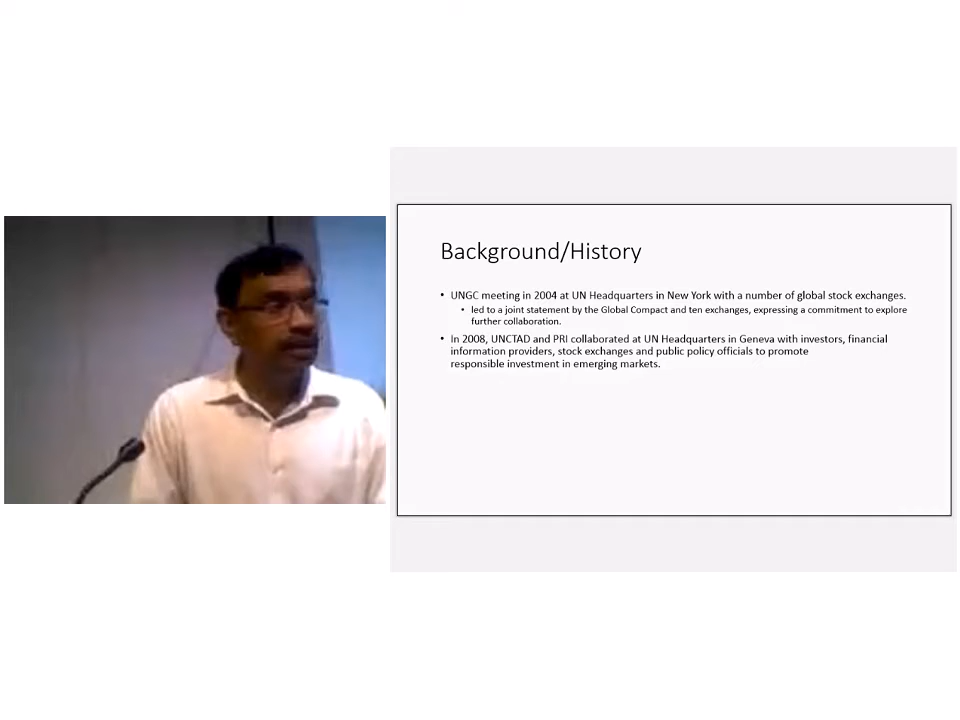 Background/History
• UNGC meeting in 2004 at UN Headquarters in New York with a number of global stock exchanges.
• led to a joint statement by the Global Compact and ten exchanges, expressing a commitment to explore
further collaboration.
• In 2008, UNCTAD and PRI collaborated at UN Headquarters in Geneva with investors, financial
information providers, stock exchanges and public policy officials to promote
responsible investment in emerging markets.